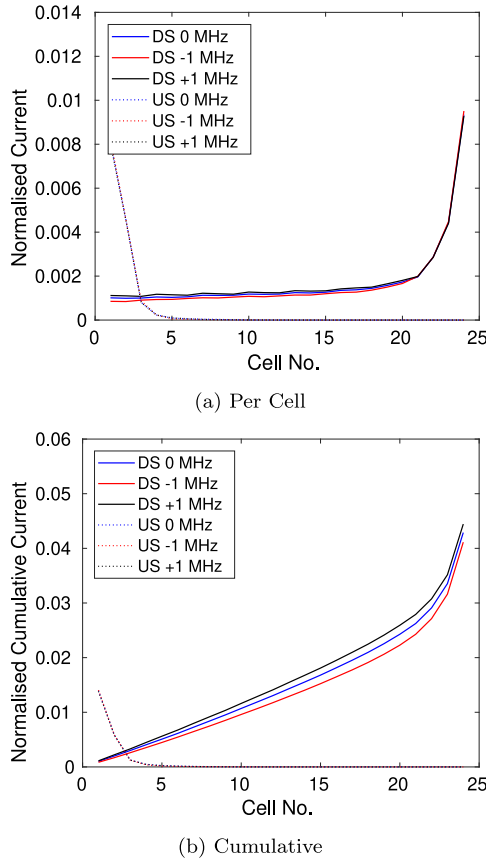 0.014
0.012
0.01
0.008
0.006
0.004
0.002
0
Normalised Current
DS 0 MHz
DS -1 MHz
DS +1 MHz
US 0 MHz
US -1 MHz
US +1 MHz
0 5 10 15 20 25
Cell No.
(a) Per Cell
0.06
0.05
0.04
0.03
0.02
0.01
0
Normalised Cumulative Current
DS 0 MHz
DS -1 MHz
DS +1 MHz
US 0 MHz
US -1 MHz
US +1 MHz
0 5 10 15 20 25
Cell No.
(b) Cumulative